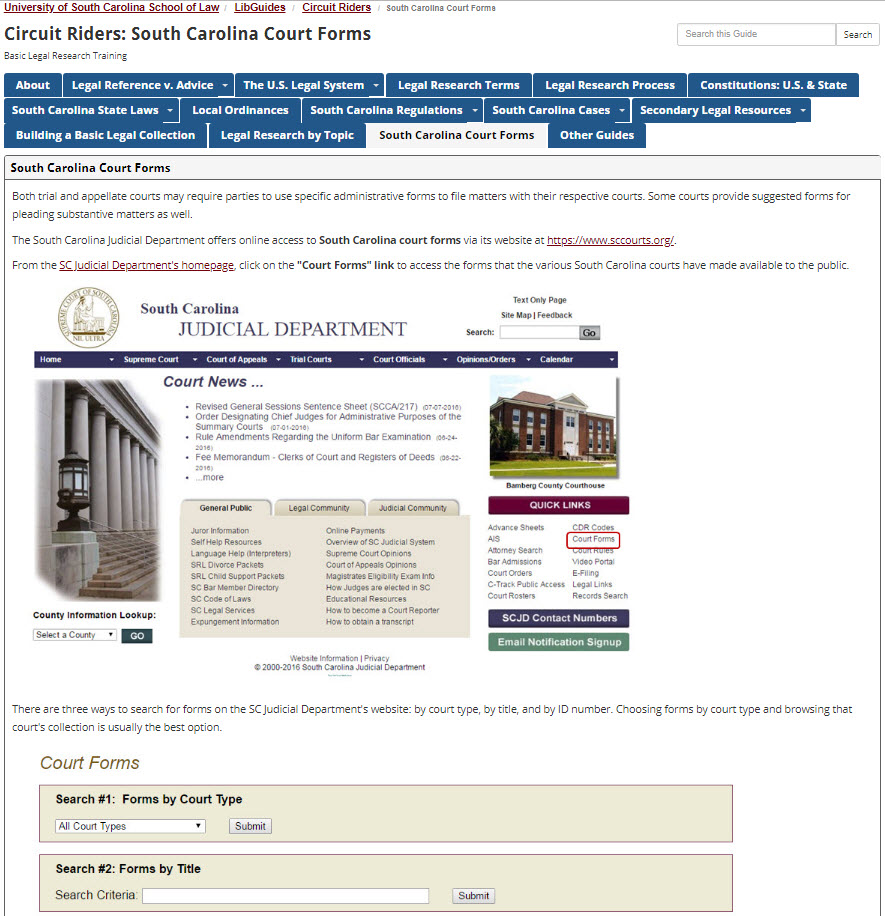 University of South Carolina School of Law / LibGuides / Circuit Riders / South Carolina Court Forms
Circuit Riders: South Carolina Court Forms
Search this Guide Search
Basic Legal Research Training
About Legal Reference v. Advice The U.S. Legal System Legal Research Terms Legal Research Process Constitutions: U.S. & State
South Carolina State Laws Local Ordinances South Carolina Regulations South Carolina Cases Secondary Legal Resources
Building a Basic Legal Collection Legal Research by Topic South Carolina Court Forms Other Guides
South Carolina Court Forms
Both trial and appellate courts may require parties to use specific administrative forms to file matters with their respective courts. Some courts provide suggested forms for
pleading substantive matters as well.
The South Carolina Judicial Department offers online access to South Carolina court forms via its website at https://www.sccourts.org/.
From the SC Judicial Department's homepage, click on the "Court Forms" link to access the forms that the various South Carolina courts have made available to the public.
SUPREME COURT OF SOUTH CAROLINA
NIL ULTRA
South Carolina
JUDICIAL DEPARTMENT
Text Only Page
Site Map | Feedback
Search: Go
Home Supreme Court Court of Appeals Trial Courts Court Officials Opinions/Orders Calendar
Court News ...
Revised General Sessions Sentence Sheet (SCCA/217) (07-07-2016)
Order Designating Chief Judges for Administrative Purposes of the
Summary Courts (07-01-2016)
Rule Amendments Regarding the Uniform Bar Examination (06-24-
2016)
Fee Memorandum - Clerks of Court and Registers of Deeds (06-22-
2016)
...more
Bamberg County Courthouse
General Public Legal Community Judicial Community
Juror Information
Self Help Resources
Language Help (Interpreters)
SRL Divorce Packets
SRL Child Support Packets
SC Bar Member Directory
SC Code of Laws
SC Legal Services
Expungement Information
Online Payments
Overview of SC Judicial System
Supreme Court Opinions
Court of Appeals Opinions
Magistrates Eligibility Exam Info
How Judges are elected in SC
Educational Resources
How to become a Court Reporter
How to obtain a transcript
QUICK LINKS
Advance Sheets
AIS
Attorney Search
Bar Admissions
Court Orders
C-Track Public Access
Court Rosters
CDR Codes
Court Forms
Court Rules
Video Portal
E-Filing
Legal Links
Records Search
SCJD Contact Numbers
Email Notification Signup
County Information Lookup:
Select a County GO
Website Information | Privacy
© 2000-2016 South Carolina Judicial Department
There are three ways to search for forms on the SC Judicial Department's website: by court type, by title, and by ID number. Choosing forms by court type and browsing that
court's collection is usually the best option.
Court Forms
Search #1: Forms by Court Type
All Court Types Submit
Search #2: Forms by Title
Search Criteria: Submit